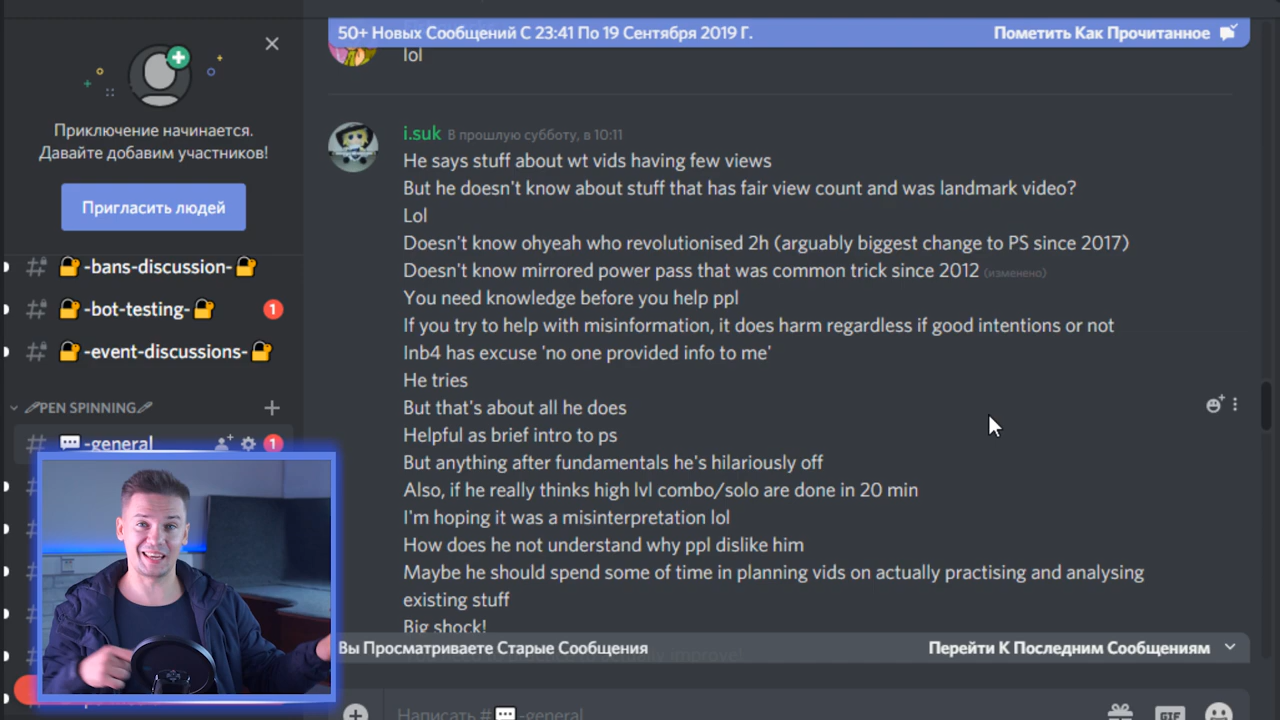 50+ Новых Сообщений С 23:41 По 19 Сентября 2019 Г.
Пометить Как Прочитанное
lol
Приключение начинается.
Давайте добавим участников!
Пригласить людей
-bans-discussion-
-bot-testing-
1
-event-discussions-
PEN SPINNING
-general
1
i.suk В прошлую субботу, в 10:11
He says stuff about wt vids having few views
But he doesn't know about stuff that has fair view count and was landmark video?
Lol
Doesn't know ohyeah who revolutionised 2h (arguably biggest change to PS since 2017)
Doesn't know mirrored power pass that was common trick since 2012 (изменено)
You need knowledge before you help ppl
If you try to help with misinformation, it does harm regardless if good intentions or not
Inb4 has excuse 'no one provided info to me'
He tries
But that's about all he does
Helpful as brief intro to ps
But anything after fundamentals he's hilariously off
Also, if he really thinks high lvl combo/solo are done in 20 min
I'm hoping it was a misinterpretation lol
How does he not understand why ppl dislike him
Maybe he should spend some of time in planning vids on actually practising and analysing
existing stuff
Big shock!
Вы Просматриваете Старые Сообщения
Перейти К Последним Сообщениям
Написать #
-general
GIF